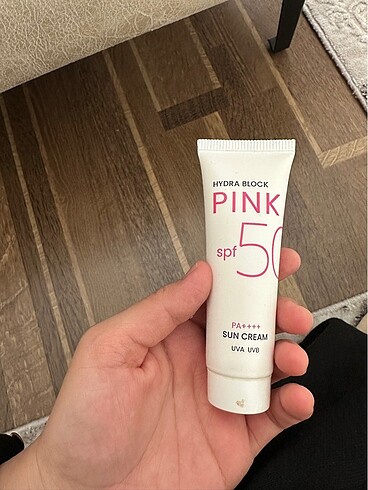 HYDRA BLOCK
PINK
spf 50
PA++++
SUN CREAM
UVA UVB